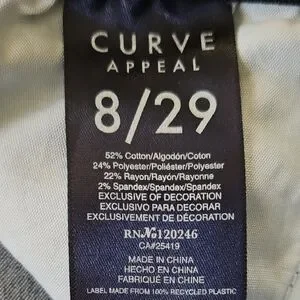 CURVE
APPEAL
8/29
52% Cotton/Algodón/Coton
24% Polyester/Poliéster/Polyester
22% Rayon/Rayón/Rayonne
2% Spandex/Spandex/Spandex
EXCLUSIVE OF DECORATION
EXCLUSIVO PARA DECORAR
EXCLUSIVEMENT DE DÉCORATION
RN№120246
CA#25419
MADE IN CHINA
HECHO EN CHINA
FABRIQUÉ EN CHINE
LABEL MADE FROM 100% RECYCLED PLASTIC